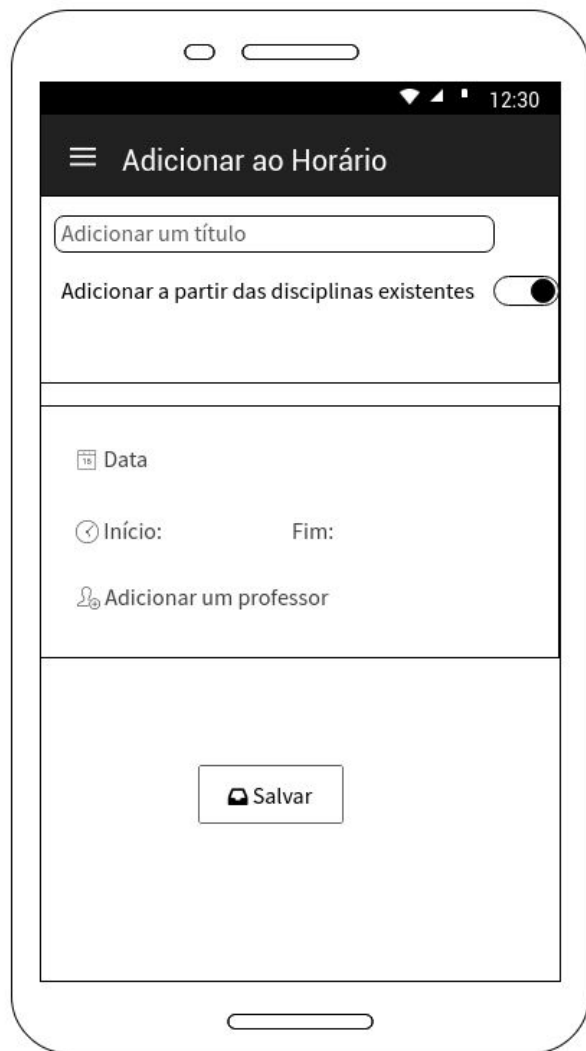 12:30
Adicionar ao Horário
Adicionar um título
Adicionar a partir das disciplinas existentes
Data
Início: Fim:
Adicionar um professor
Salvar